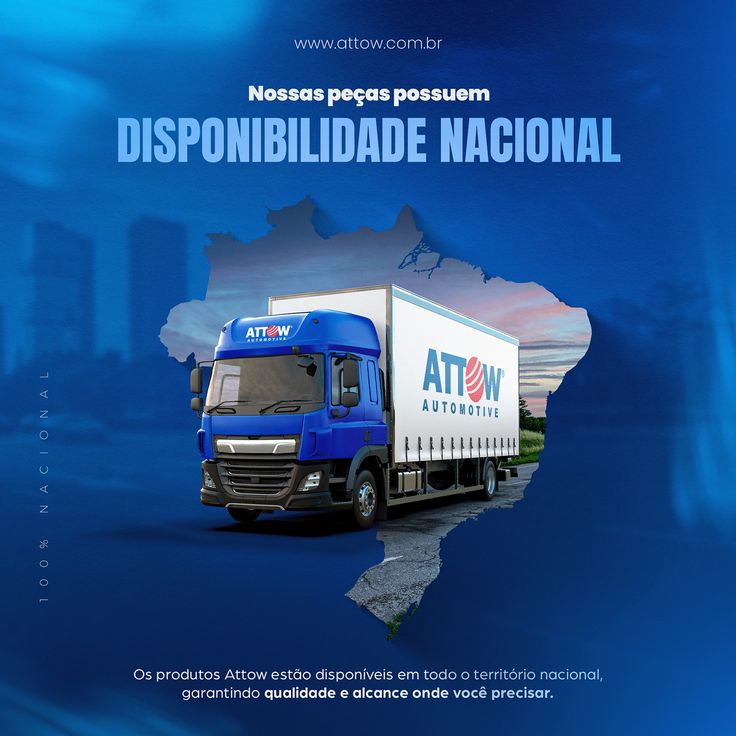 www.attow.com.br
Nossas peças possuem
DISPONIBILIDADE NACIONAL
ATTOW
AUTOMOTIVE
ATTOW®
AUTOMOTIVE
100% NACIONAL
Os produtos Attow estão disponíveis em todo o território nacional,
garantindo qualidade e alcance onde você precisar.